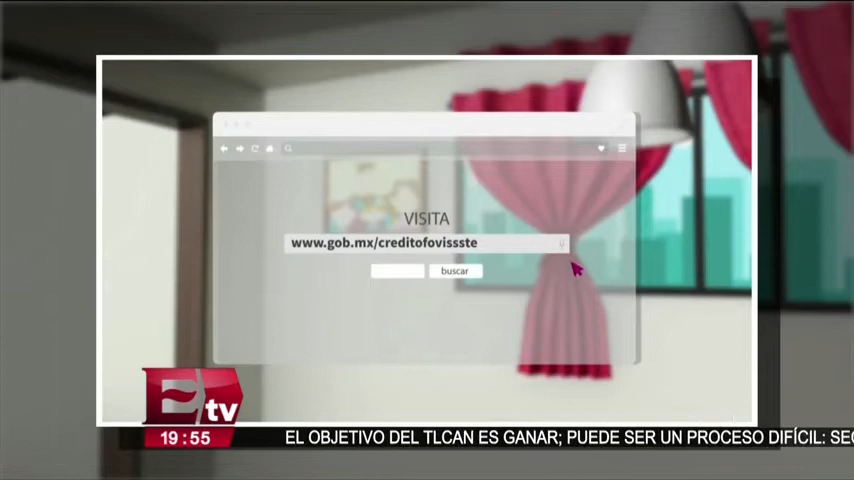 VISITA
www.gob.mx/creditofovissste
buscar
E tv
19:55
EL OBJETIVO DEL TLCAN ES GANAR; PUEDE SER UN PROCESO DIFÍCIL: SEC